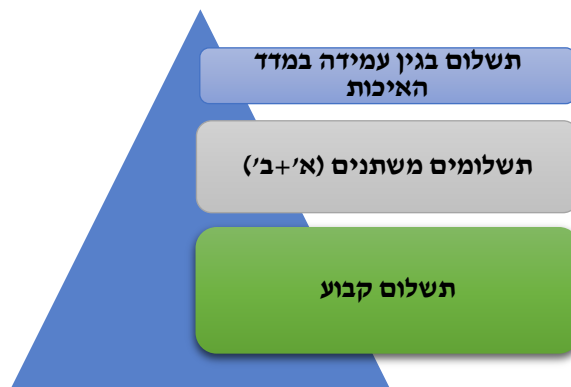 תשלום בגין עמידה במדד
האיכות
תשלומים משתנים (א'+ב')
תשלום קבוע